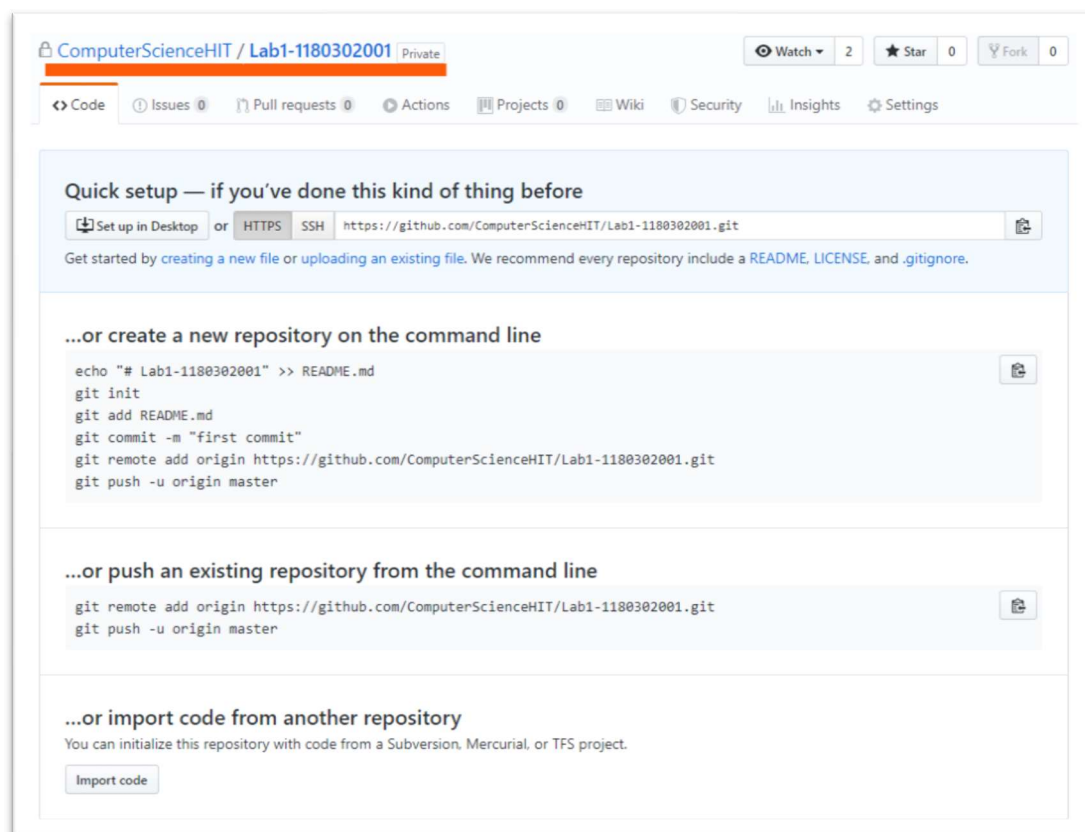 ComputerScienceHIT / Lab1-1180302001 Private
Watch 2 Star 0 Fork 0
<> Code Issues 0 Pull requests 0 Actions Projects 0 Wiki Security Insights Settings
Quick setup — if you've done this kind of thing before
Set up in Desktop or HTTPS SSH https://github.com/ComputerScienceHIT/Lab1-1180302001.git
Get started by creating a new file or uploading an existing file. We recommend every repository include a README, LICENSE, and .gitignore.
...or create a new repository on the command line
echo "# Lab1-1180302001" >> README.md
git init
git add README.md
git commit -m "first commit"
git remote add origin https://github.com/ComputerScienceHIT/Lab1-1180302001.git
git push -u origin master
...or push an existing repository from the command line
git remote add origin https://github.com/ComputerScienceHIT/Lab1-1180302001.git
git push -u origin master
...or import code from another repository
You can initialize this repository with code from a Subversion, Mercurial, or TFS project.
Import code